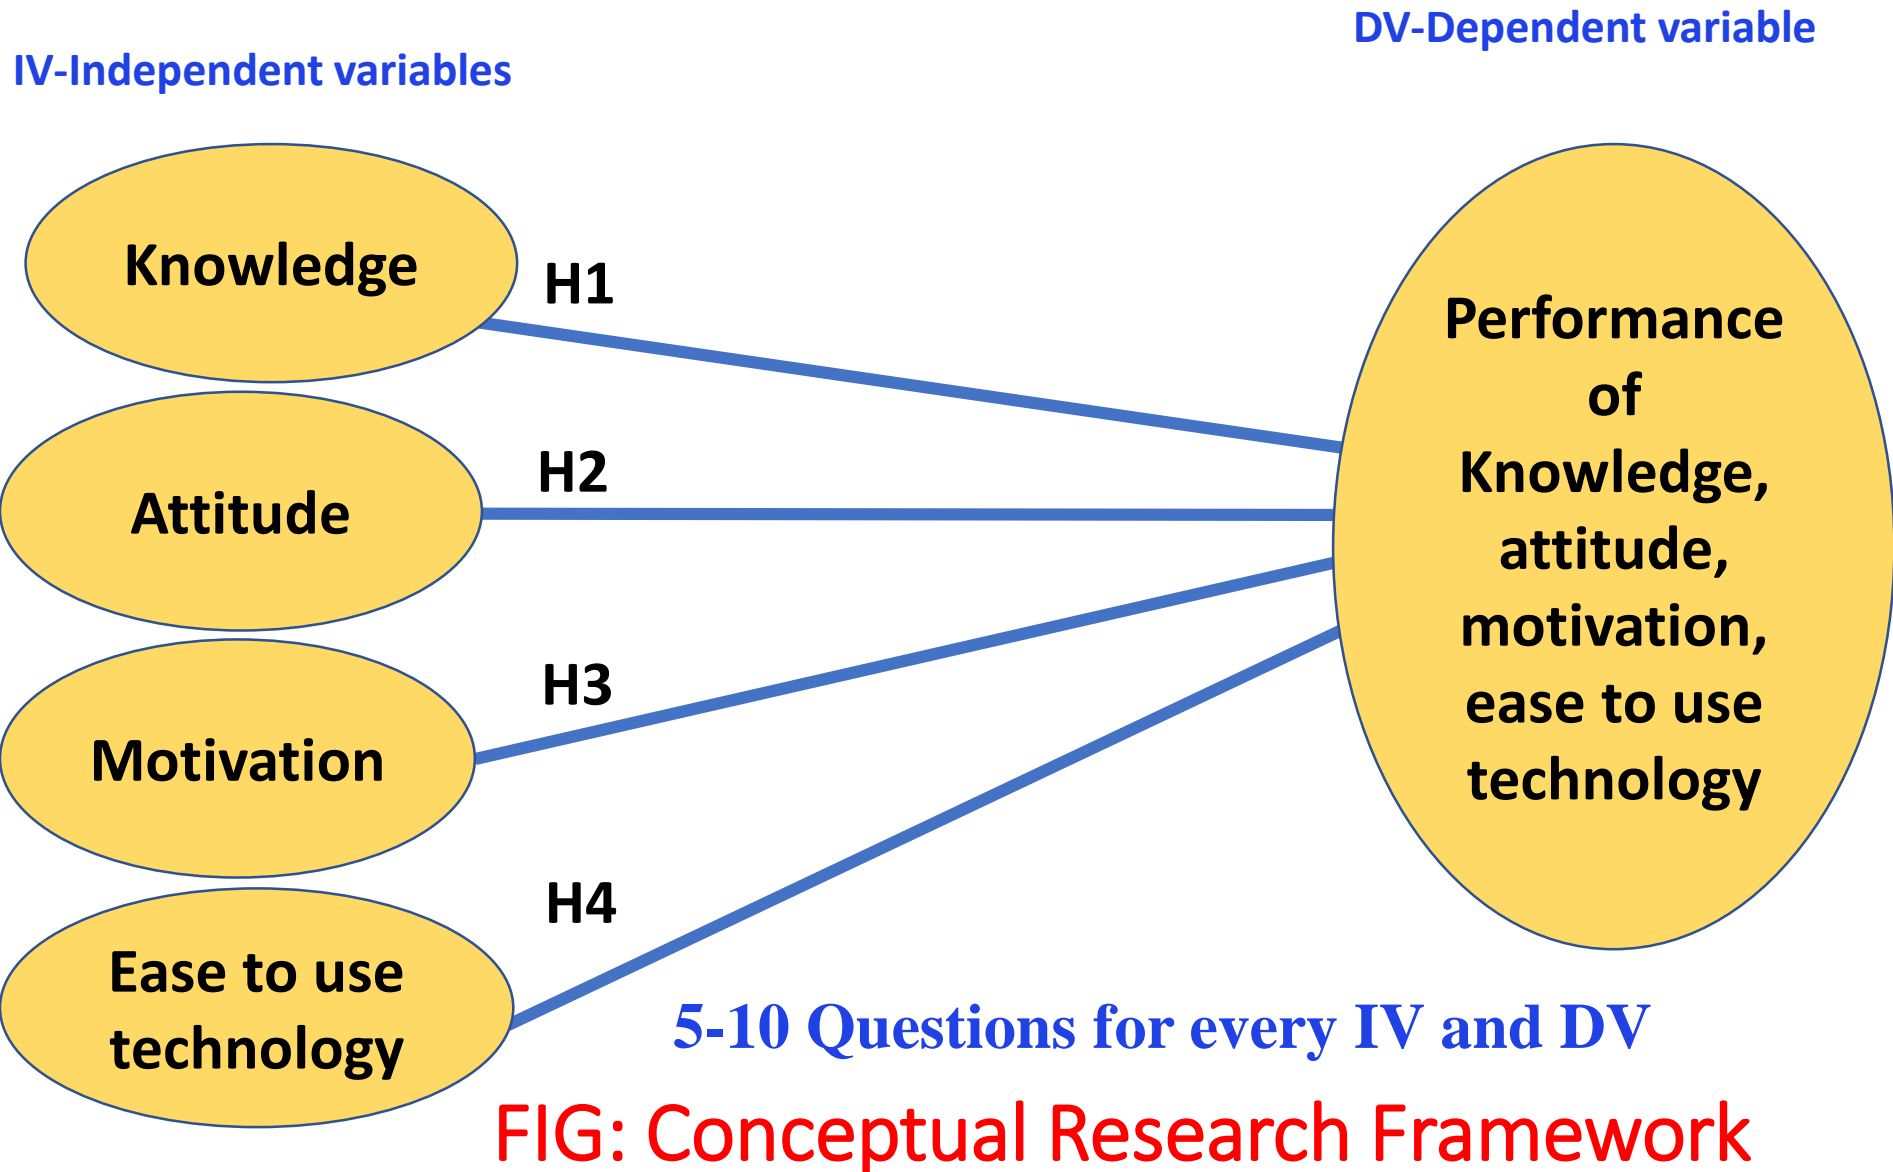 DV-Dependent variable
IV-Independent variables
Knowledge
H1
Attitude
H2
Motivation
H3
Ease to use
technology
H4
Performance
of
Knowledge,
attitude,
motivation,
ease to use
technology
5-10 Questions for every IV and DV
FIG: Conceptual Research Framework